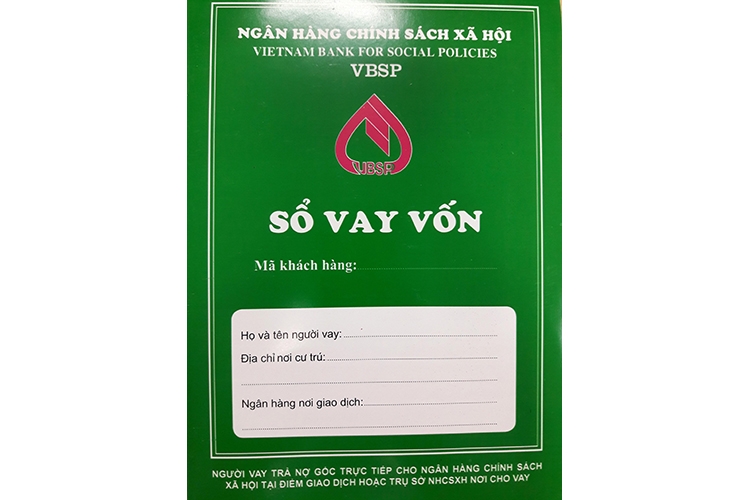 NGÂN HÀNG CHÍNH SÁCH XÃ HỘI
VIETNAM BANK FOR SOCIAL POLICIES
VBSP
VBSP
SỔ VAY VỐN
Mã khách hàng:
Họ và tên người vay:
Địa chỉ nơi cư trú:
Ngân hàng nơi giao dịch:
NGƯỜI VAY TRẢ NỢ GỐC TRỰC TIẾP CHO NGÂN HÀNG CHÍNH SÁCH
XÃ HỘI TẠI ĐIỂM GIAO DỊCH HOẶC TRỤ SỞ NHCSXH NƠI CHO VAY